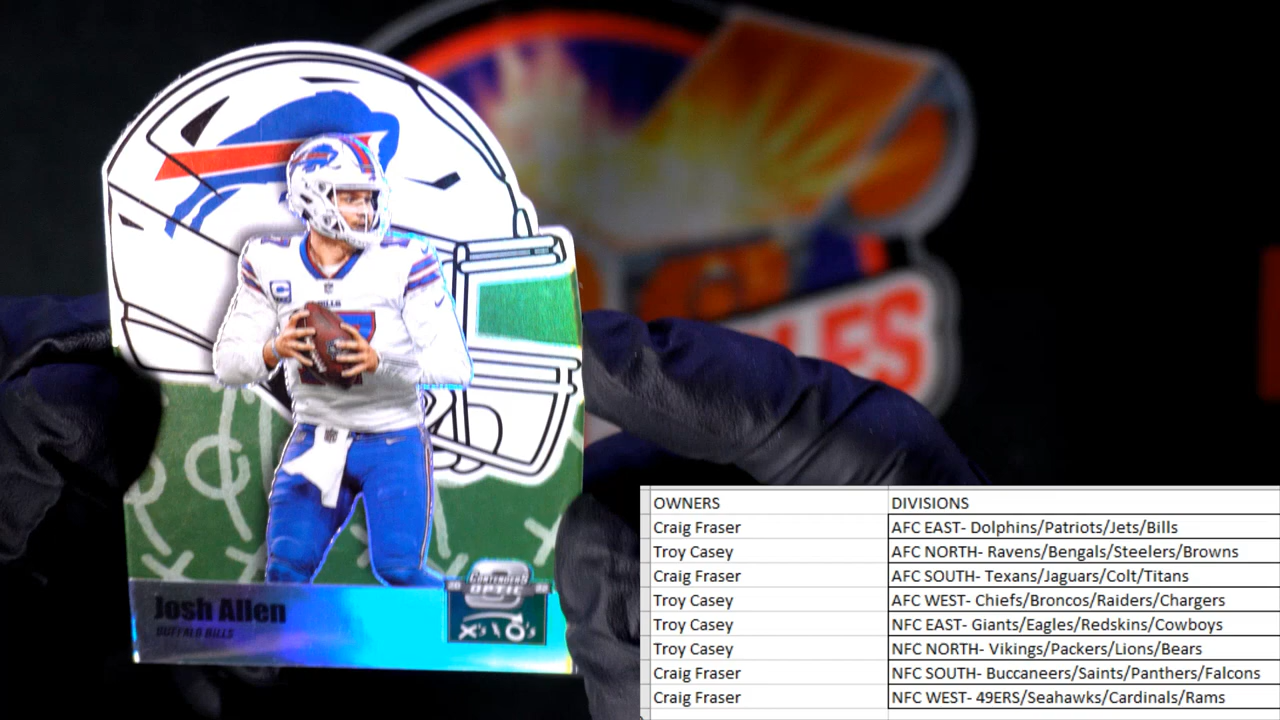 LES
BILLS
Josh Allen
BUFFALO BILLS
CONTENDERS
OPTIC
X's & O's
OWNERS DIVISIONS
Craig Fraser AFC EAST- Dolphins/Patriots/Jets/Bills
Troy Casey AFC NORTH- Ravens/Bengals/Steelers/Browns
Craig Fraser AFC SOUTH- Texans/Jaguars/Colt/Titans
Troy Casey AFC WEST- Chiefs/Broncos/Raiders/Chargers
Troy Casey NFC EAST- Giants/Eagles/Redskins/Cowboys
Troy Casey NFC NORTH- Vikings/Packers/Lions/Bears
Craig Fraser NFC SOUTH- Buccaneers/Saints/Panthers/Falcons
Craig Fraser NFC WEST- 49ERS/Seahawks/Cardinals/Rams